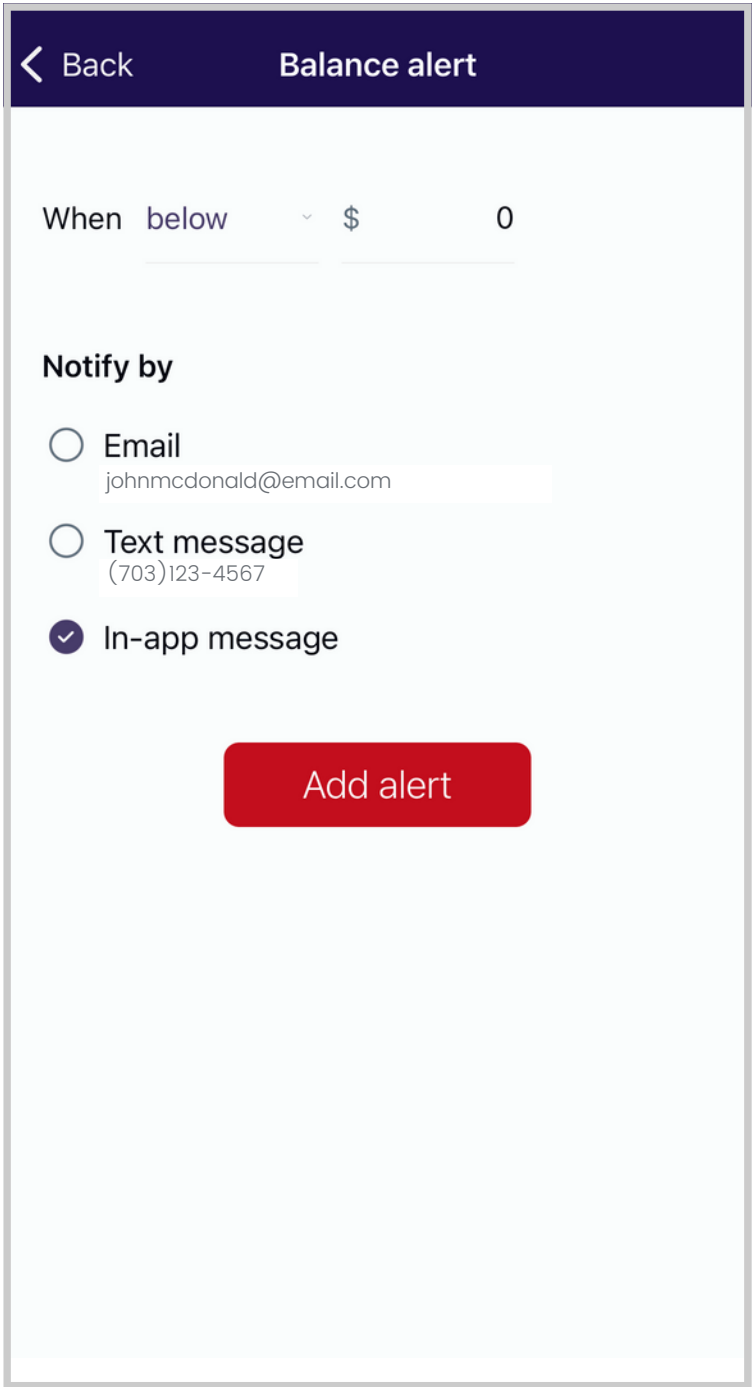 Back Balance alert
When below $ 0
Notify by
Email
johnmcdonald@email.com
Text message
(703)123-4567
In-app message
Add alert